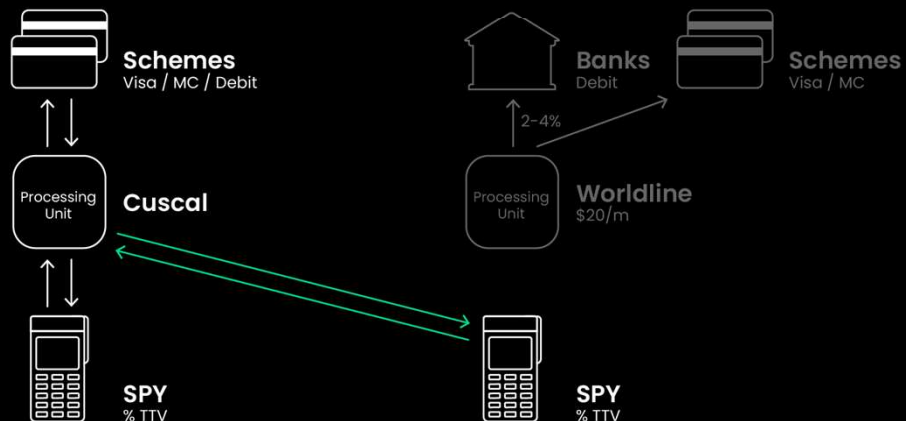 Schemes
Visa / MC / Debit
Banks
Debit
Schemes
Visa / MC
2-4%
Processing
Unit
Cuscal
Processing
Unit
Worldline
$20/m
SPY
% TTV
SPY
% TTV